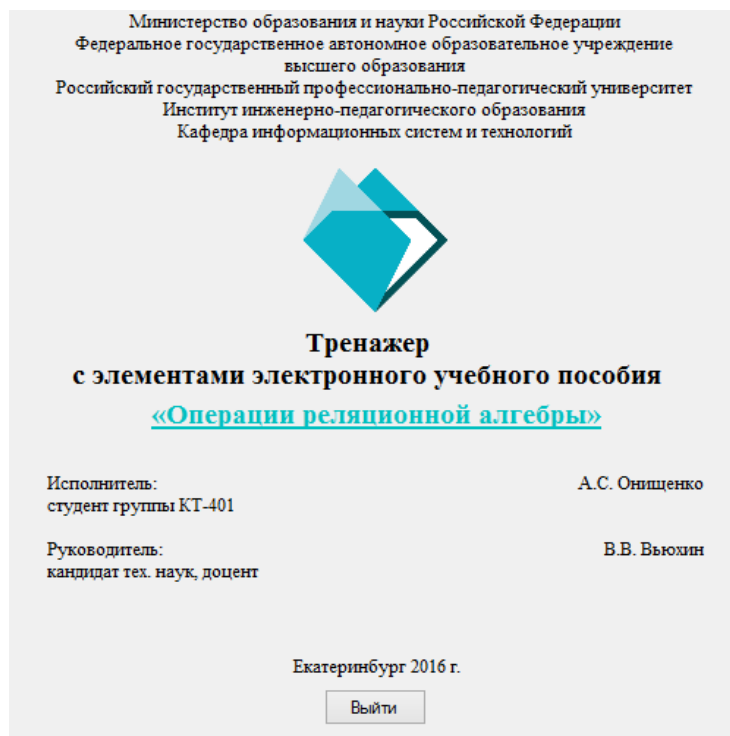 Министерство образования и науки Российской Федерации
Федеральное государственное автономное образовательное учреждение
высшего образования
Российский государственный профессионально-педагогический университет
Институт инженерно-педагогического образования
Кафедра информационных систем и технологий
Тренажер
с элементами электронного учебного пособия
«Операции реляционной алгебры»
Исполнитель: А.С. Онищенко
студент группы КТ-401
Руководитель: В.В. Вьюхин
кандидат тех. наук, доцент
Екатеринбург 2016 г.
Выйти